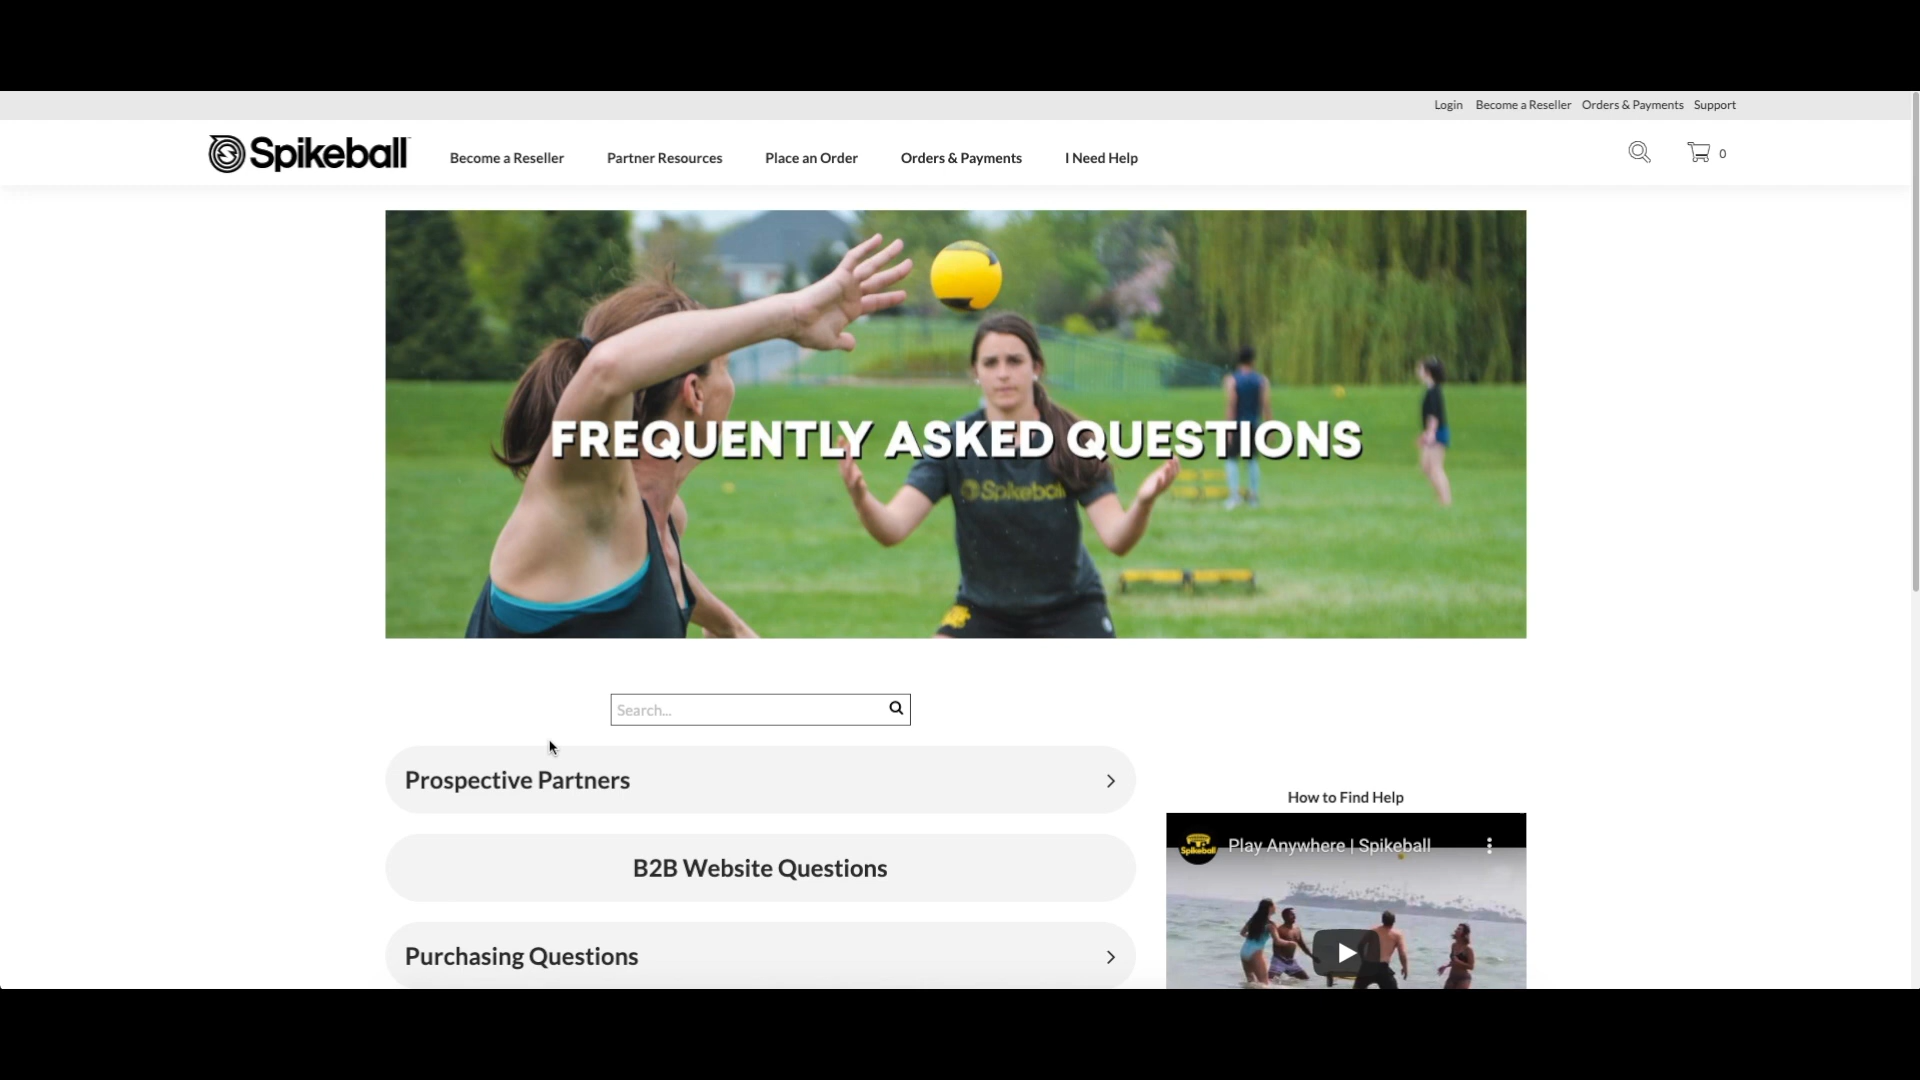 Login Become a Reseller Orders & Payments Support
Spikeball
Become a Reseller Partner Resources Place an Order Orders & Payments I Need Help
0
FREQUENTLY ASKED QUESTIONS
Spikeball
Search...
Prospective Partners
B2B Website Questions
Purchasing Questions
How to Find Help
Spikeball
Play Anywhere | Spikeball